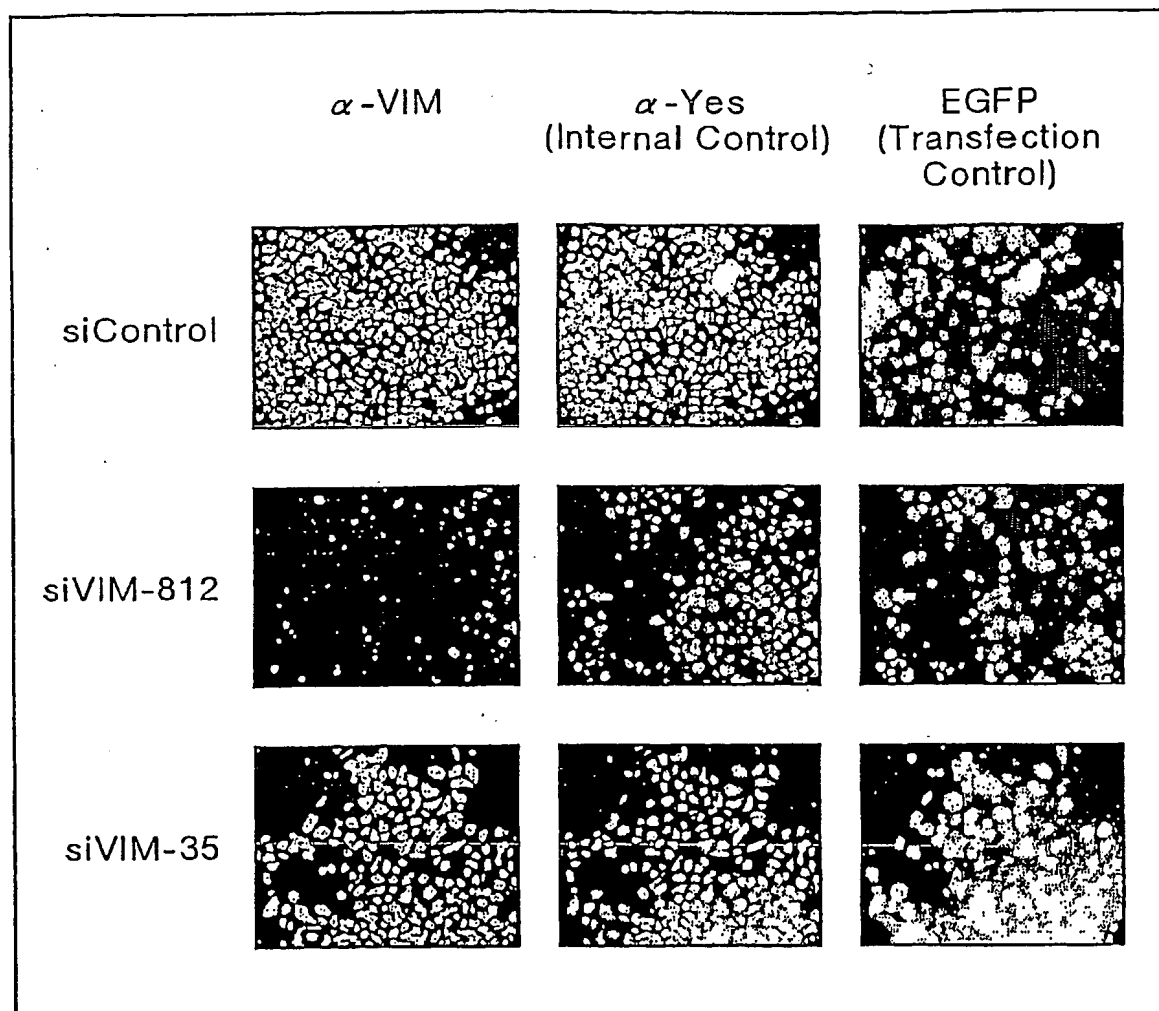 α-VIM
α-Yes
(Internal Control)
EGFP
(Transfection
Control)
siControl
siVIM-812
siVIM-35